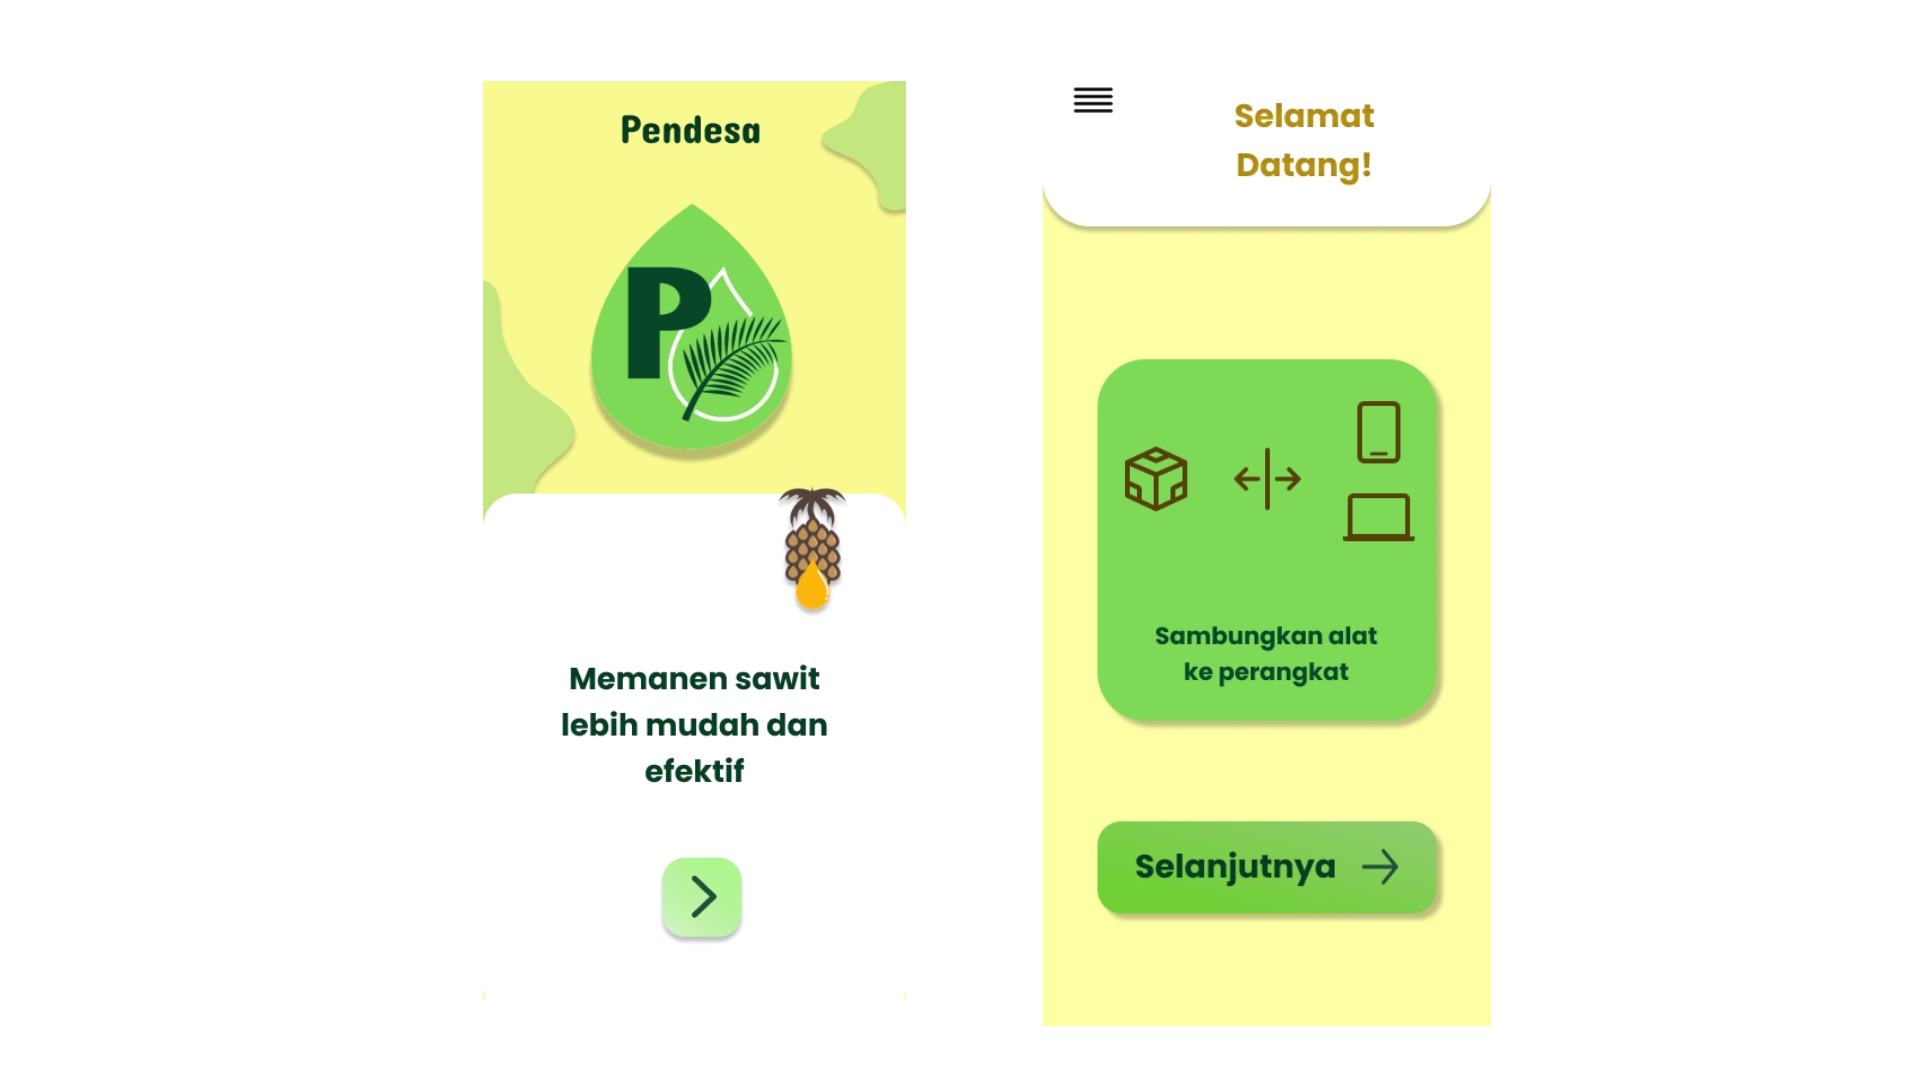 Pendesa
P
Memanen sawit
lebih mudah dan
efektif
Selamat
Datang!
Sambungkan alat
ke perangkat
Selanjutnya